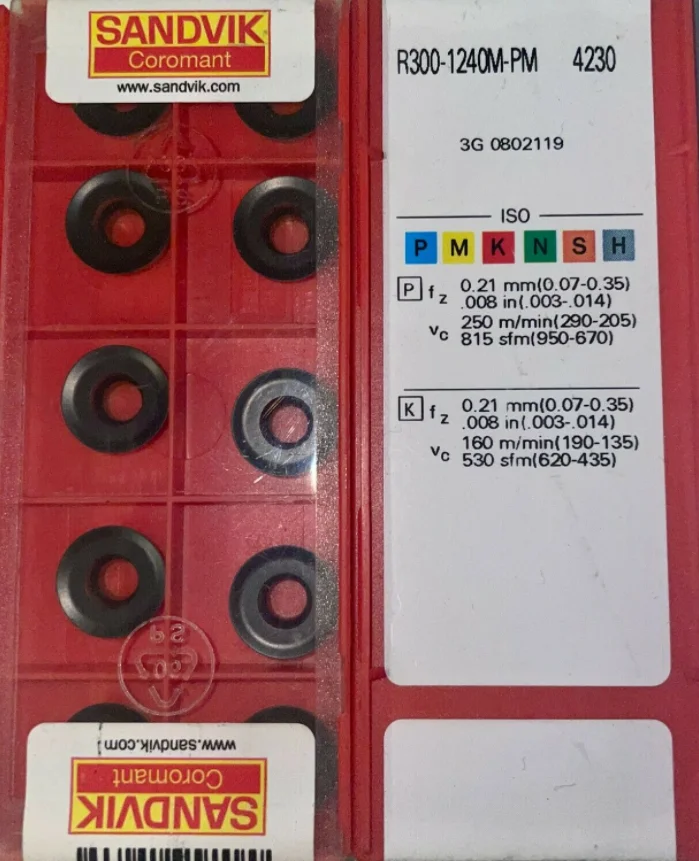 SANDVIK
Coromant
www.sandvik.com
R300-1240M-PM 4230
3G 0802119
ISO
P M K N S H
P fz 0.21 mm(0.07-0.35)
.008 in(.003-.014)
vc 250 m/min(290-205)
815 sfm(950-670)
K fz 0.21 mm(0.07-0.35)
.008 in(.003-.014)
vc 160 m/min(190-135)
530 sfm(620-435)
www.sandvik.com
Coromant
SANDVIK